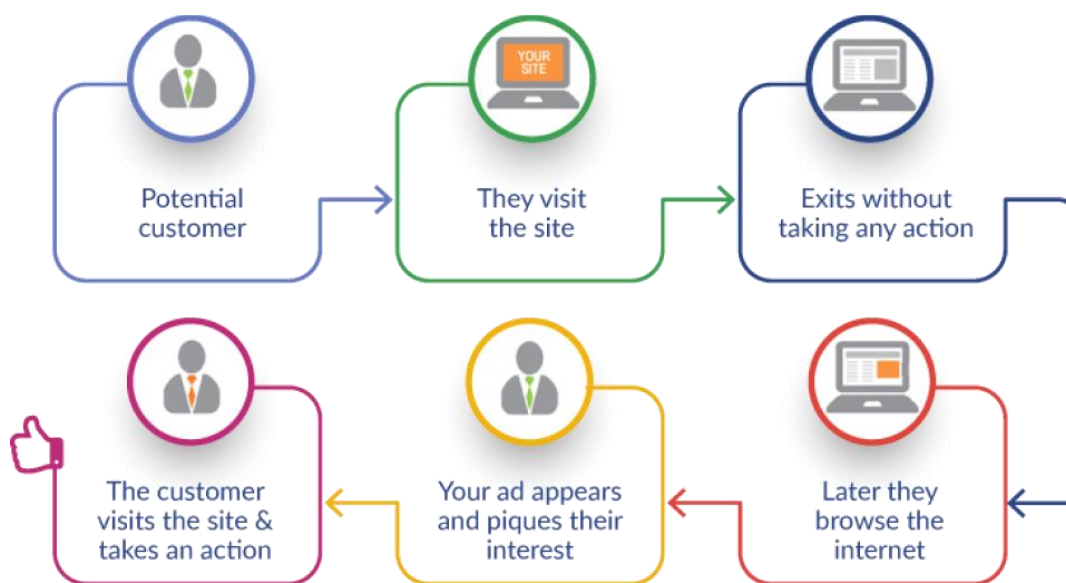 YOUR
SITE
Potential
customer
They visit
the site
Exits without
taking any action
Later they
browse the
internet
Your ad appears
and piques their
interest
The customer
visits the site &
takes an action